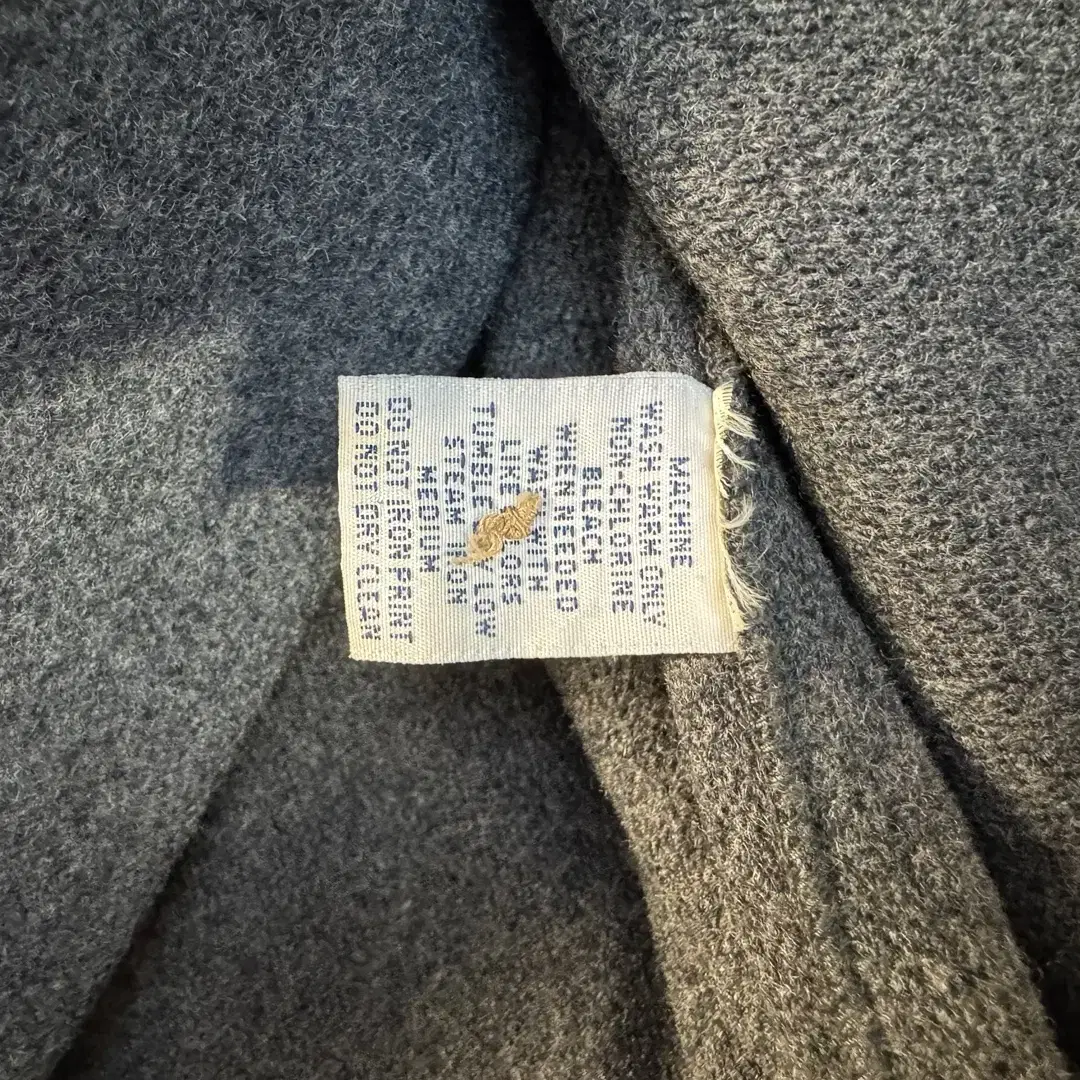 MACHINE
WASH WARM ONLY
NON-CHLORINE
BLEACH
WHEN NEEDED
WASH WITH
LIKE COLORS
TUMBLE LOW
STEAM IRON
MEDIUM
DO NOT IRON PRINT
DO NOT DRY CLEAN